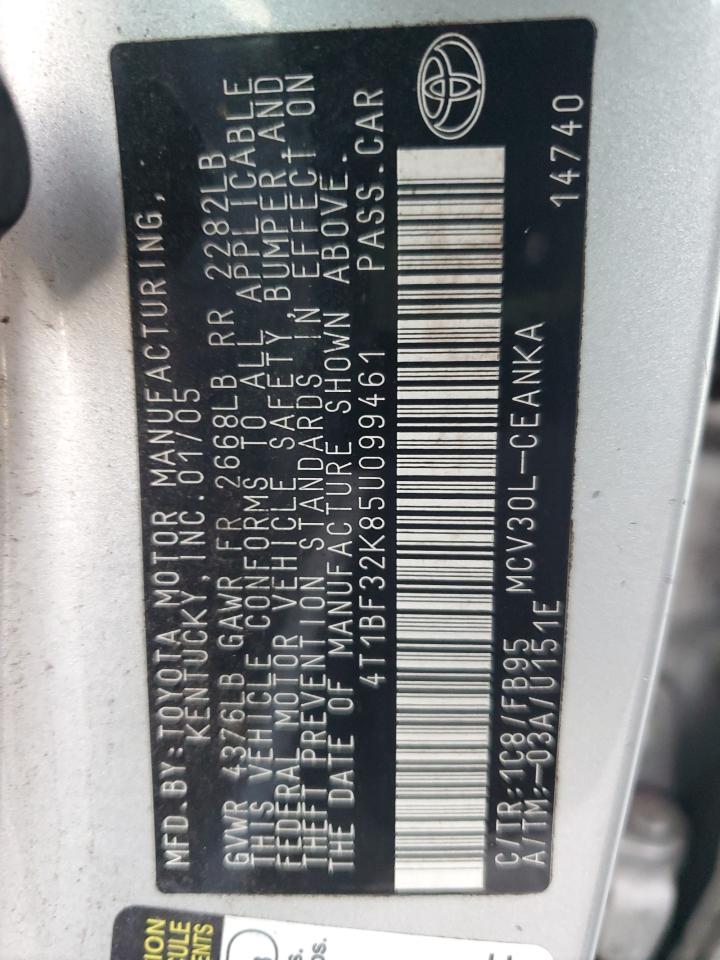 MFD.BY:TOYOTA MOTOR MANUFACTURING,
KENTUCKY, INC.01/05
GVWR 4376LB GAWR FR 2668LB RR 2282LB
THIS VEHICLE CONFORMS TO ALL APPLICABLE
FEDERAL MOTOR VEHICLE SAFETY, BUMPER, AND
THEFT PREVENTION STANDARDS IN EFFECT ON
THE DATE OF MANUFACTURE SHOWN ABOVE.
4T1BF32K85U099461 PASS.CAR
C/TR:1C8/FB95 MCV30L-CEANKA
A/TM:-03A/U151E 14740